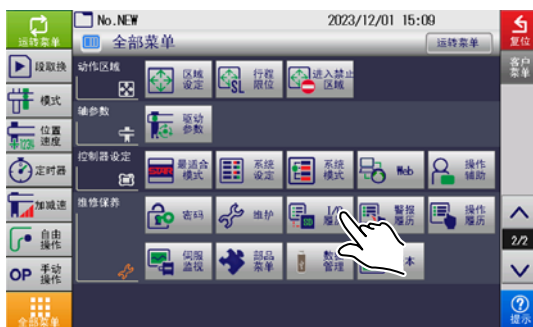 运转菜单
No.NEW
2023/12/01 15:09
复位
全部菜单
运转菜单
客户
菜单
段取换
动作区域
区域
设定
行程
限位
SL
进入禁止
区域
模式
轴参数
驱动
参数
位置
速度
控制器设定
STAR
最适合
模式
系统
设定
系统
模式
Web
操作
辅助
定时器
加减速
维修保养
密码
维护
I/O
履历
警报
履历
操作
履历
自由
操作
2/2
伺服
监视
部品
菜单
管理
本
OP
手动
操作
全部菜单
提示